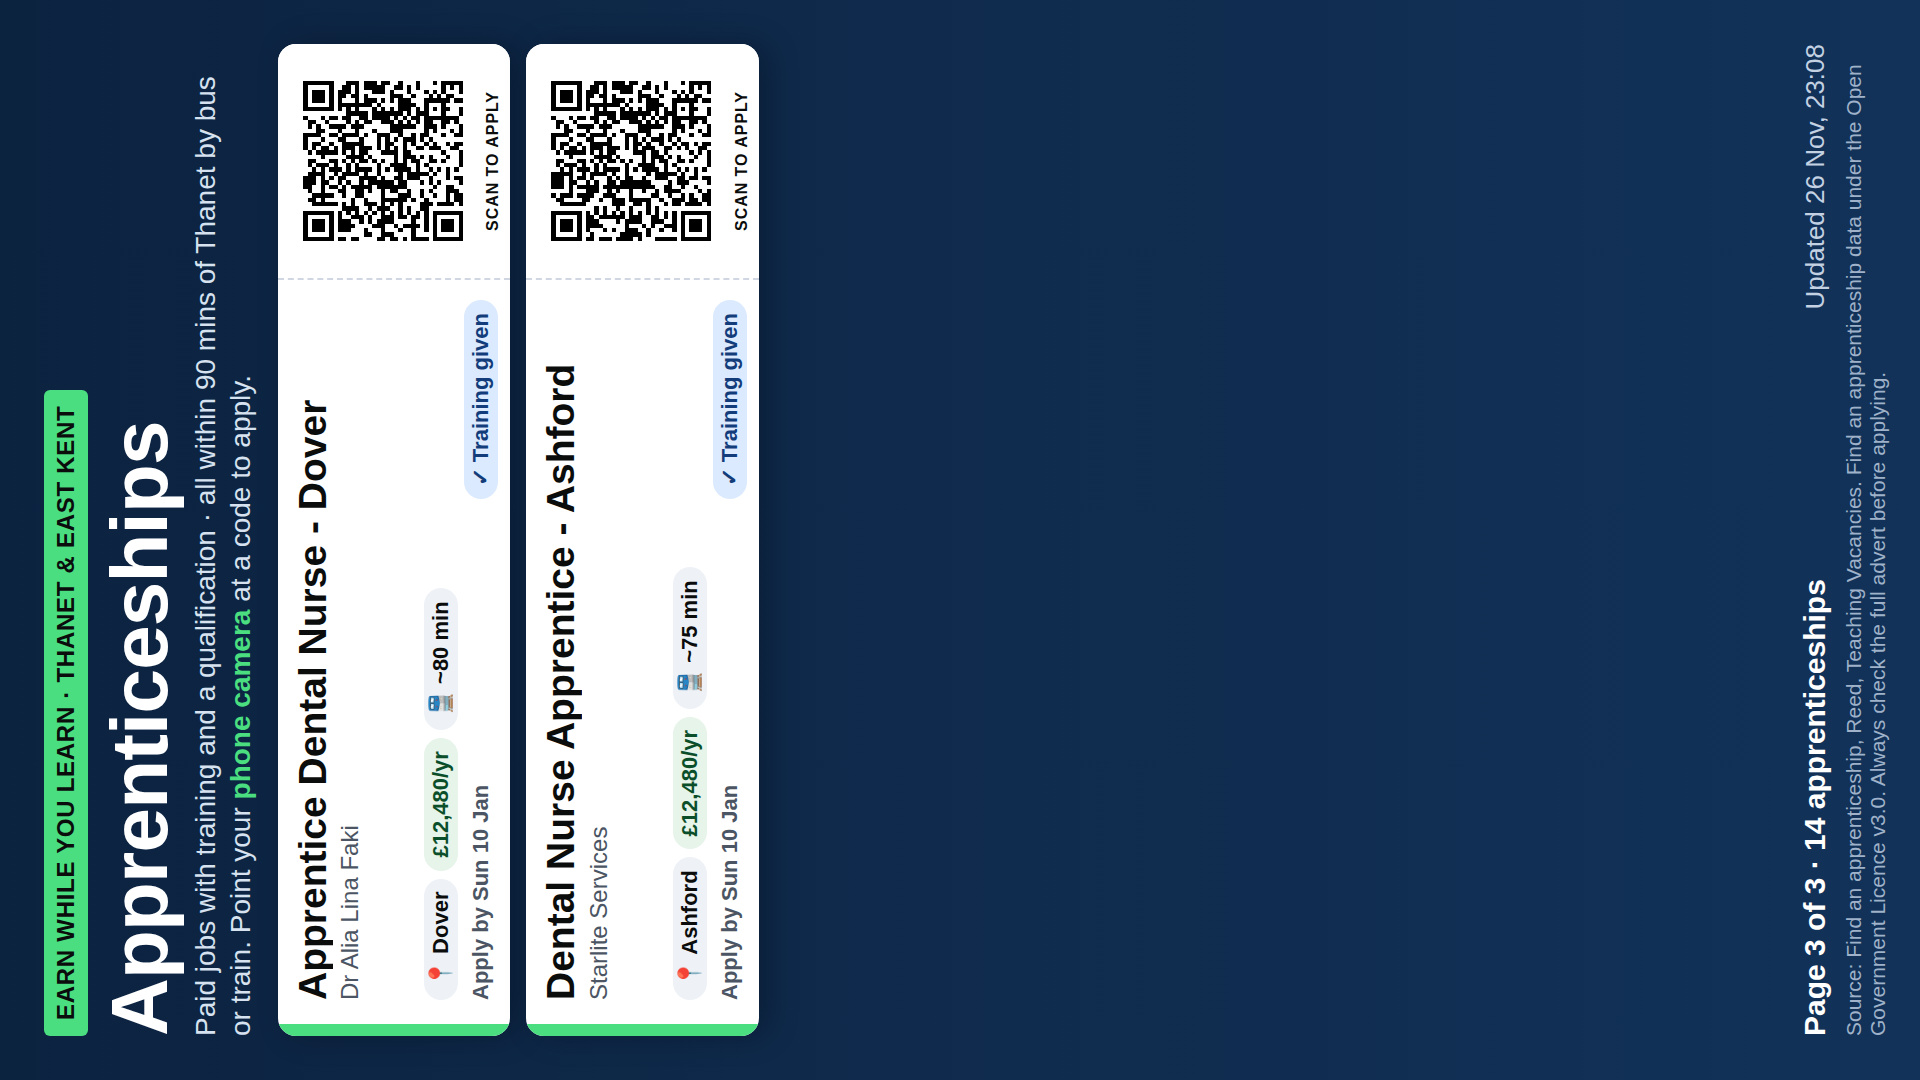 EARN WHILE YOU LEARN · THANET & EAST KENT
Apprenticeships
Paid jobs with training and a qualification · all within 90 mins of Thanet by bus
or train. Point your phone camera at a code to apply.
Apprentice Dental Nurse - Dover
Dr Alia Lina Faki
📍 Dover £12,480/yr 🚆 ~80 min
Apply by Sun 10 Jan ✓ Training given
SCAN TO APPLY
Dental Nurse Apprentice - Ashford
Starlite Services
📍 Ashford £12,480/yr 🚆 ~75 min
Apply by Sun 10 Jan ✓ Training given
SCAN TO APPLY
Page 3 of 3 · 14 apprenticeships Updated 26 Nov, 23:08
Source: Find an apprenticeship, Reed, Teaching Vacancies. Find an apprenticeship data under the Open
Government Licence v3.0. Always check the full advert before applying.